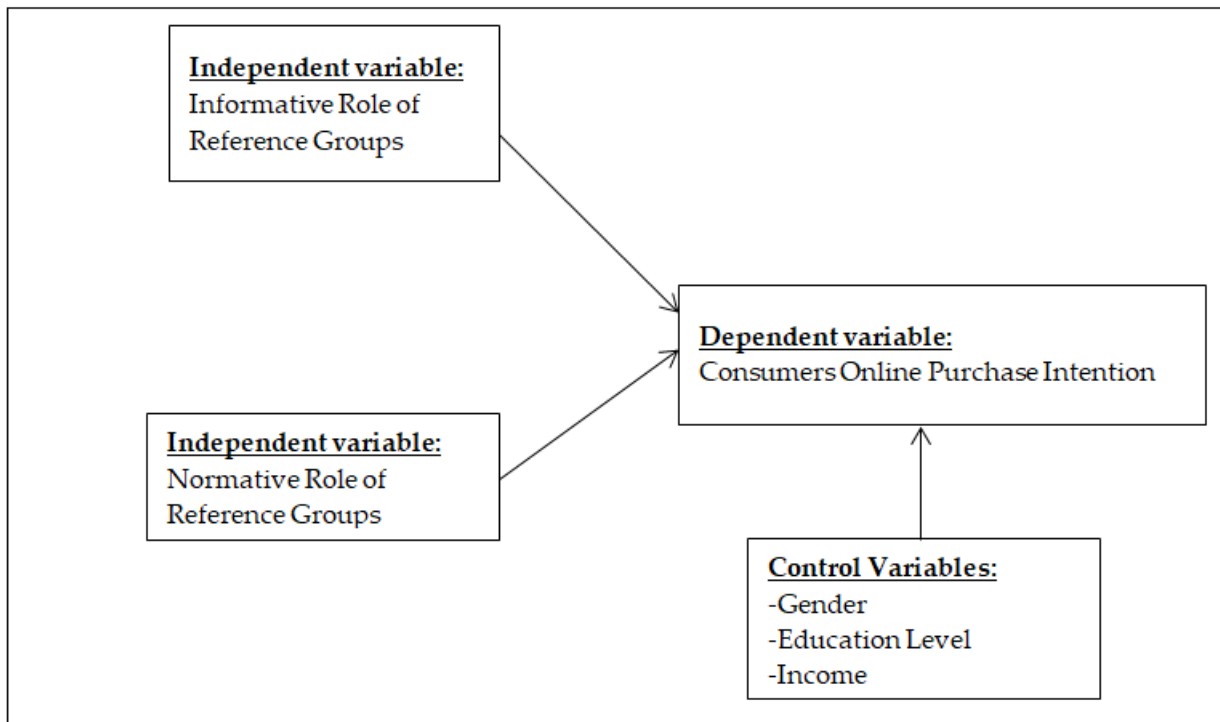 Independent variable:
Informative Role of
Reference Groups
Dependent variable:
Consumers Online Purchase Intention
Independent variable:
Normative Role of
Reference Groups
Control Variables:
-Gender
-Education Level
-Income